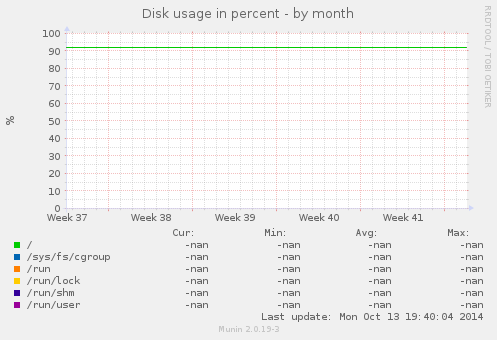 Disk usage in percent - by month
RRDTOOL / TOBI OETIKER
100
90
80
70
60
50
40
30
20
10
0
%
Week 37 Week 38 Week 39 Week 40 Week 41
Cur: Min: Avg: Max:
/ -nan -nan -nan -nan
/sys/fs/cgroup -nan -nan -nan -nan
/run -nan -nan -nan -nan
/run/lock -nan -nan -nan -nan
/run/shm -nan -nan -nan -nan
/run/user -nan -nan -nan -nan
Last update: Mon Oct 13 19:40:04 2014
Munin 2.0.19-3